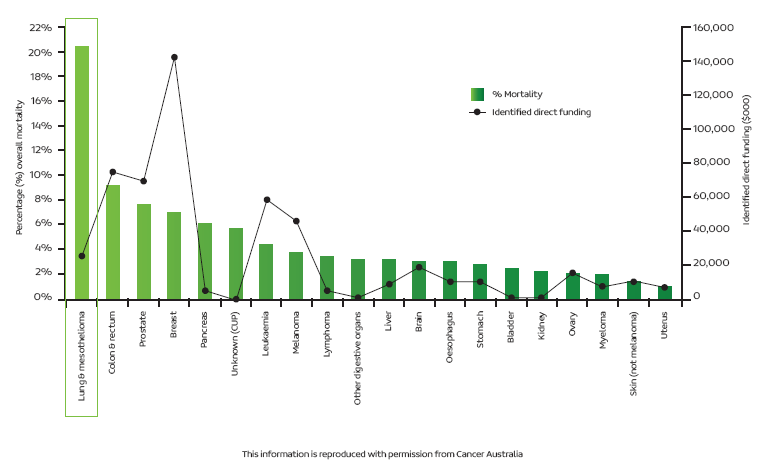 22%
20%
18%
16%
14%
12%
10%
8%
6%
4%
2%
0%
Percentage (%) overall mortality
160,000
140,000
120,000
100,000
80,000
60,000
40,000
20,000
0
Identified direct funding ($000)
% Mortality
Identified direct funding
Lung & mesothelioma
Colon & rectum
Prostate
Breast
Pancreas
Unknown (CUP)
Leukaemia
Melanoma
Lymphoma
Other digestive organs
Liver
Brain
Oesophagus
Stomach
Bladder
Kidney
Ovary
Myeloma
Skin (not melanoma)
Uterus
This information is reproduced with permission from Cancer Australia